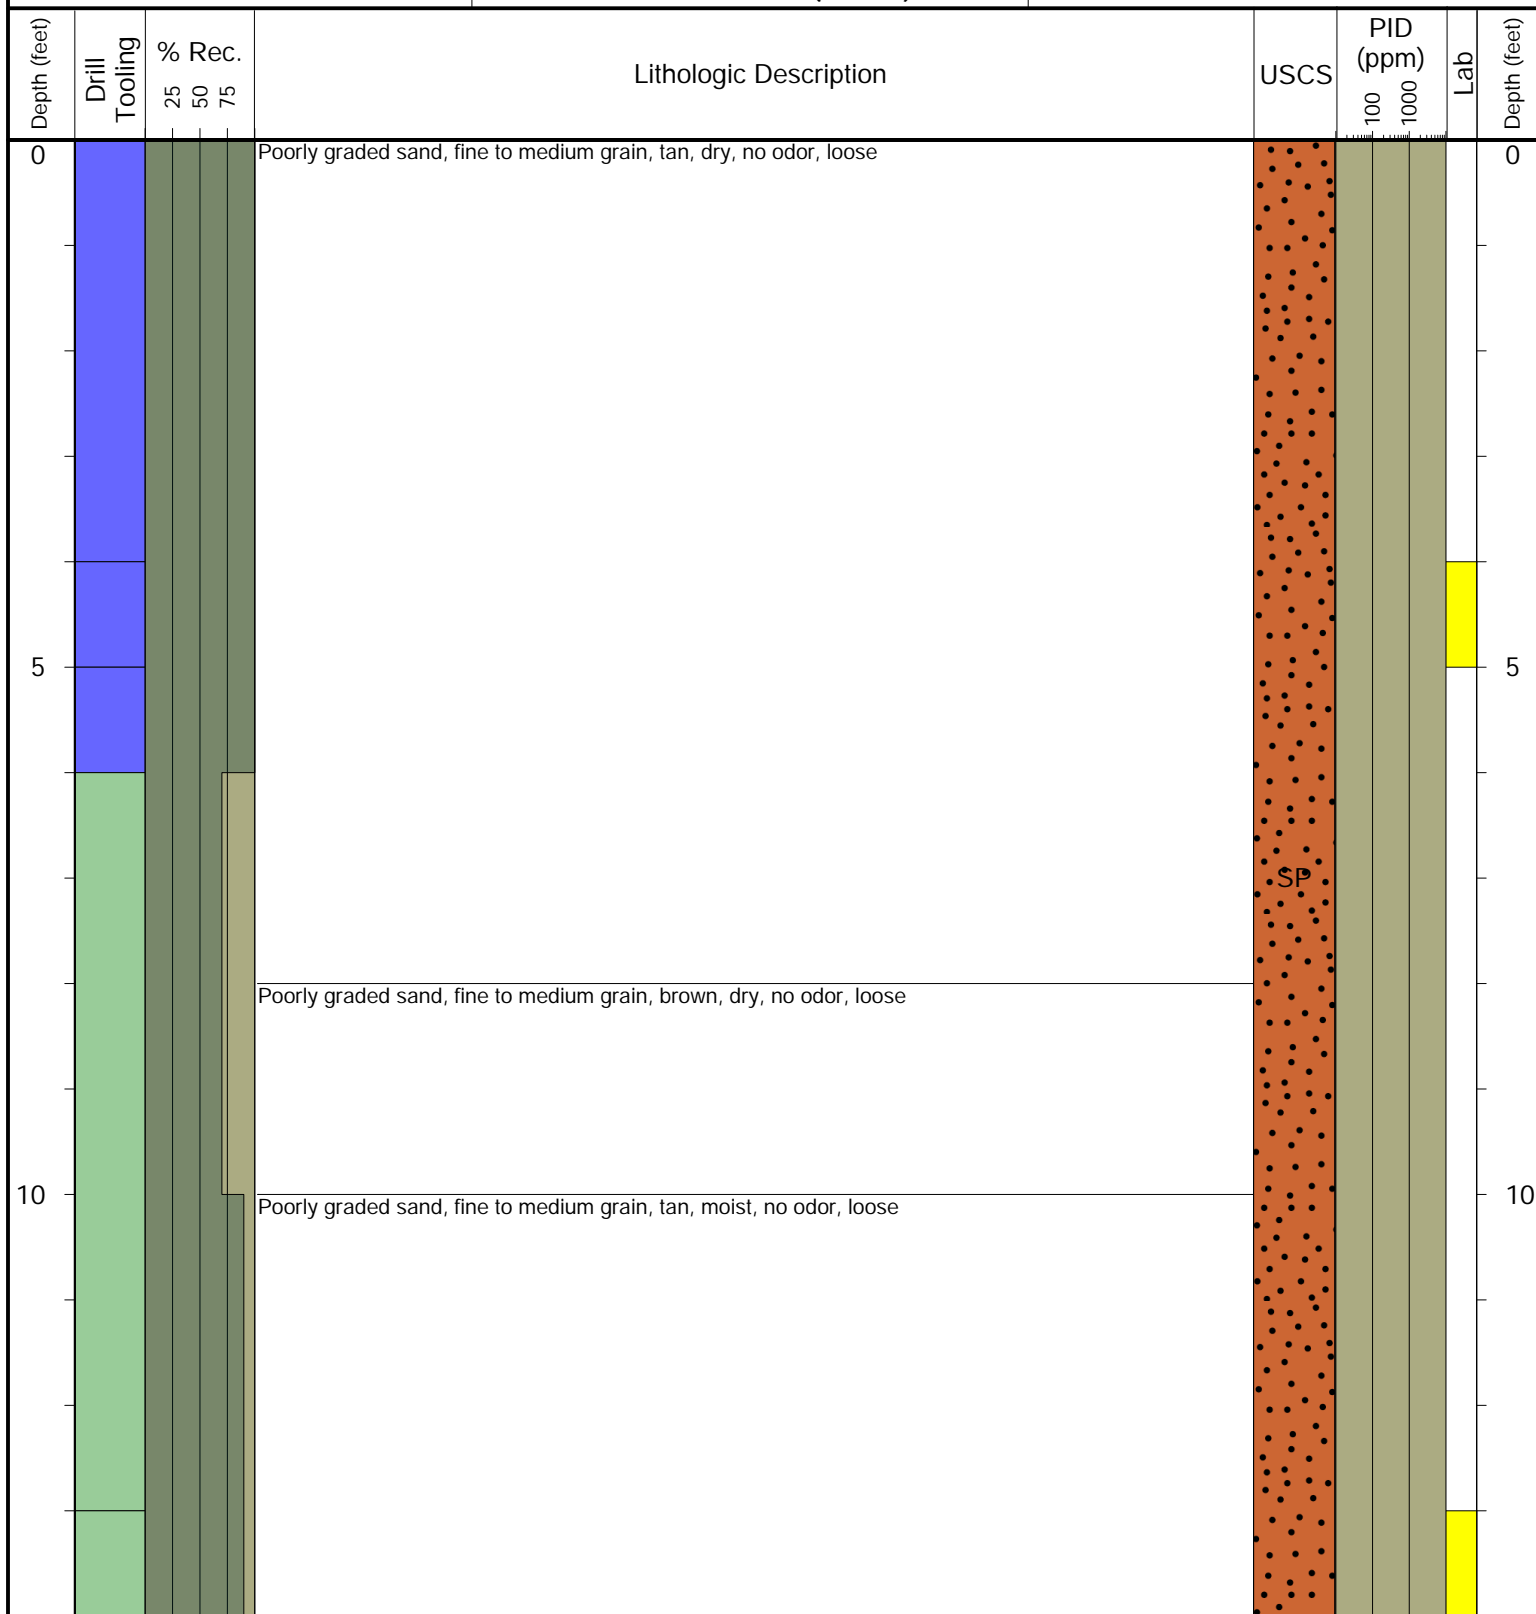 Depth (feet)
Drill Tooling
% Rec.
25
50
75
Lithologic Description
USCS
PID
(ppm)
100
1000
Lab
Depth (feet)
0
Poorly graded sand, fine to medium grain, tan, dry, no odor, loose
0
5
5
SP
Poorly graded sand, fine to medium grain, brown, dry, no odor, loose
10
Poorly graded sand, fine to medium grain, tan, moist, no odor, loose
10